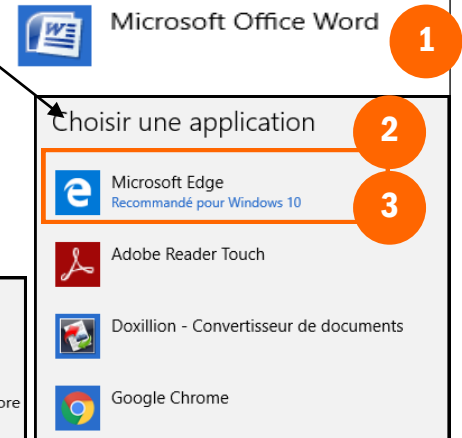 Microsoft Office Word
1
Choisir une application
2
Microsoft Edge
Recommandé pour Windows 10
3
Adobe Reader Touch
Doxillion - Convertisseur de documents
Google Chrome